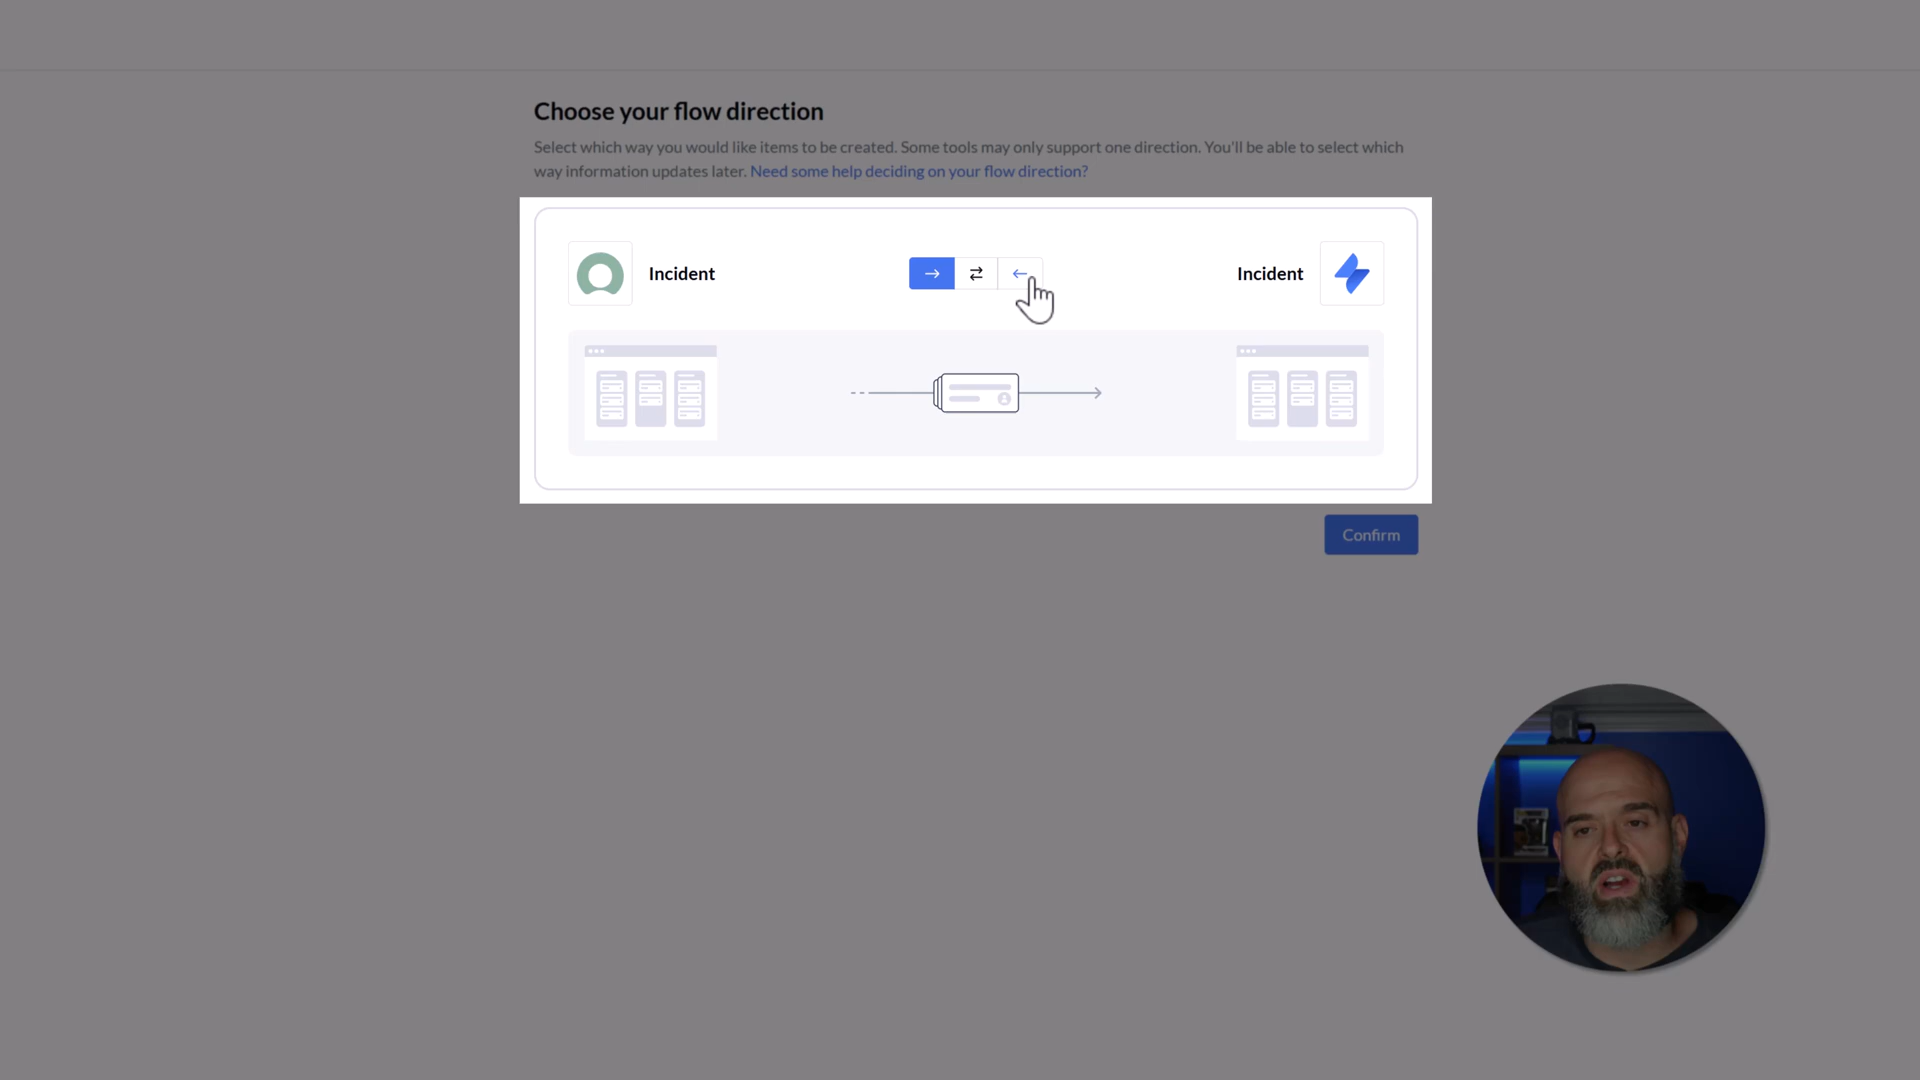 Choose your flow direction
Select which way you would like items to be created. Some tools may only support one direction. You'll be able to select which
way information updates later. Need some help deciding on your flow direction?
Incident
Incident
Confirm